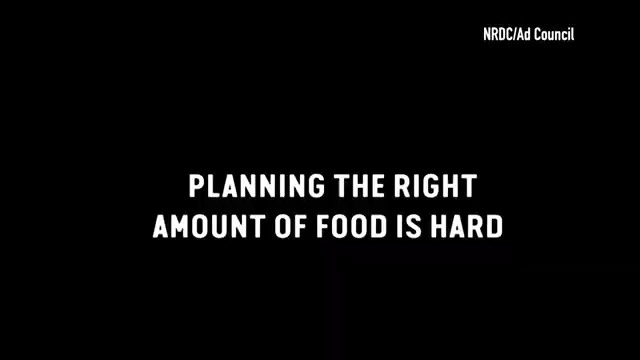 NRDC/Ad Council
PLANNING THE RIGHT
AMOUNT OF FOOD IS HARD